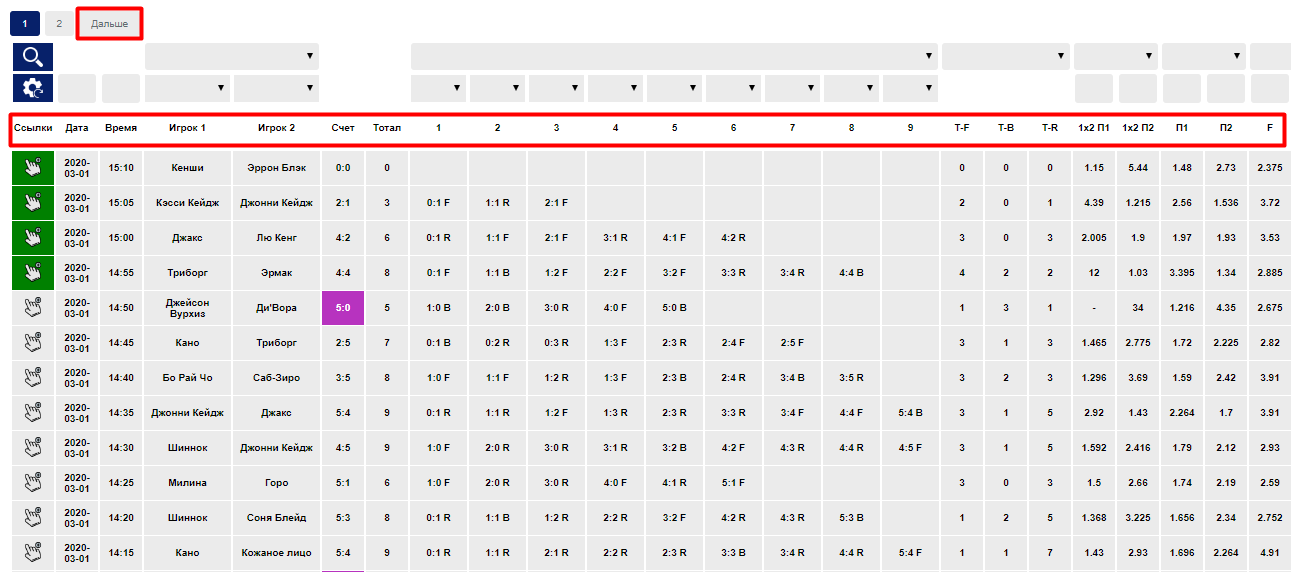 1 2 Дальше
Ссылки Дата Время Игрок 1 Игрок 2 Счет Тотал 1 2 3 4 5 6 7 8 9 T-F T-B T-R 1x2 П1 1x2 П2 П1 П2 F
2020-03-01 15:10 Кенши Эррон Блэк 0:0 0 0 0 0 1.15 5.44 1.48 2.73 2.375
2020-03-01 15:05 Кэсси Кейдж Джонни Кейдж 2:1 3 0:1 F 1:1 R 2:1 F 2 0 1 4.39 1.215 2.56 1.536 3.72
2020-03-01 15:00 Джакс Лю Кенг 4:2 6 0:1 R 1:1 F 2:1 F 3:1 R 4:1 F 4:2 R 3 0 3 2.005 1.9 1.97 1.93 3.53
2020-03-01 14:55 Триборг Эрмак 4:4 8 0:1 F 1:1 B 1:2 F 2:2 F 3:2 F 3:3 R 3:4 R 4:4 B 4 2 2 12 1.03 3.395 1.34 2.885
2020-03-01 14:50 Джейсон Вурхиз Ди'Вора 5:0 5 1:0 B 2:0 B 3:0 R 4:0 F 5:0 B 1 3 1 - 34 1.216 4.35 2.675
2020-03-01 14:45 Кано Триборг 2:5 7 0:1 B 0:2 R 0:3 R 1:3 F 2:3 R 2:4 F 2:5 F 3 1 3 1.465 2.775 1.72 2.225 2.82
2020-03-01 14:40 Бо Рай Чо Саб-Зиро 3:5 8 1:0 F 1:1 F 1:2 R 1:3 F 2:3 B 2:4 R 3:4 B 3:5 R 3 2 3 1.296 3.69 1.59 2.42 3.91
2020-03-01 14:35 Джонни Кейдж Джакс 5:4 9 0:1 R 1:1 R 1:2 F 1:3 R 2:3 R 3:3 R 3:4 F 4:4 F 5:4 B 3 1 5 2.92 1.43 2.264 1.7 3.91
2020-03-01 14:30 Шиннок Джонни Кейдж 4:5 9 1:0 F 2:0 R 3:0 R 3:1 R 3:2 B 4:2 F 4:3 R 4:4 R 4:5 F 3 1 5 1.592 2.416 1.79 2.12 2.93
2020-03-01 14:25 Милина Горо 5:1 6 1:0 F 2:0 R 3:0 R 4:0 F 4:1 R 5:1 F 3 0 3 1.5 2.66 1.74 2.19 2.59
2020-03-01 14:20 Шиннок Соня Блейд 5:3 8 0:1 R 1:1 B 1:2 R 2:2 R 3:2 F 4:2 R 4:3 R 5:3 B 1 2 5 1.368 3.225 1.656 2.34 2.752
2020-03-01 14:15 Кано Кожаное лицо 5:4 9 0:1 R 1:1 R 2:1 R 2:2 R 2:3 R 3:3 B 3:4 R 4:4 R 5:4 F 1 1 7 1.43 2.93 1.696 2.264 4.91